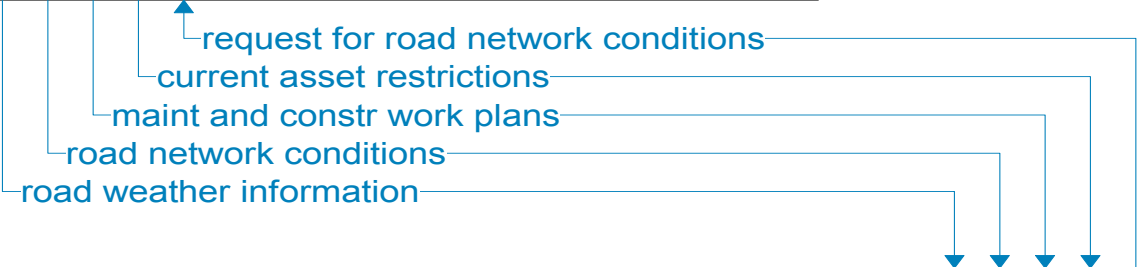 request for road network conditions
current asset restrictions
maint and constr work plans
road network conditions
road weather information